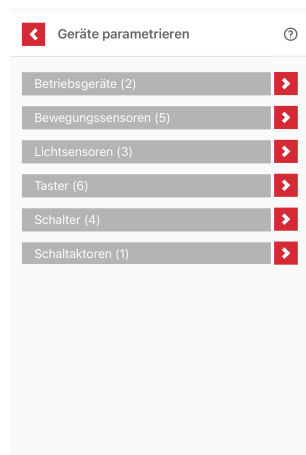 Geräte parametrieren
Betriebsgeräte (2)
Bewegungssensoren (5)
Lichtsensoren (3)
Taster (6)
Schalter (4)
Schaltaktoren (1)